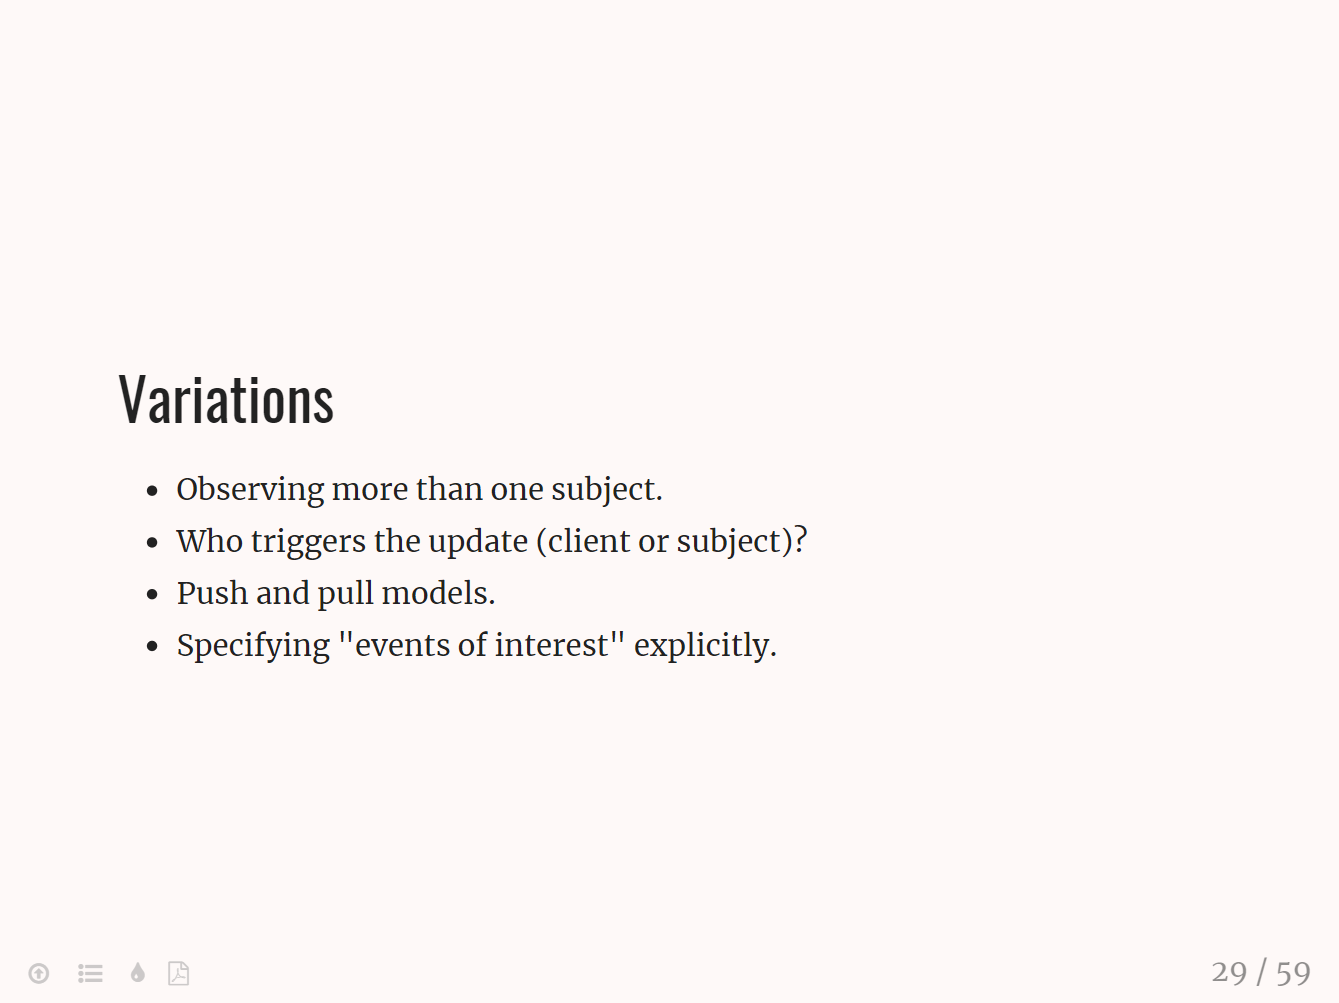 Variations
• Observing more than one subject.
• Who triggers the update (client or subject)?
• Push and pull models.
• Specifying "events of interest" explicitly.
29 / 59